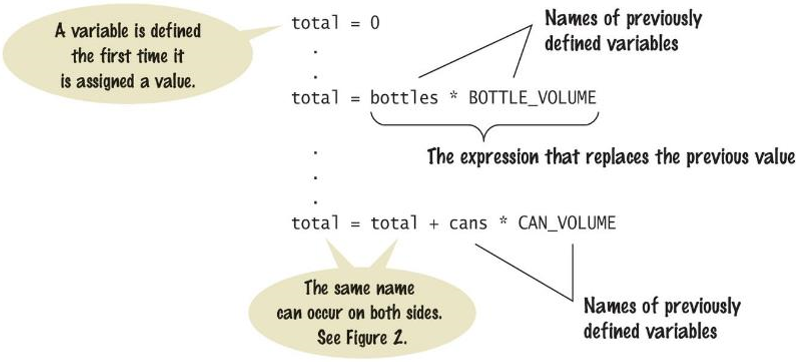 A variable is defined
the first time it
is assigned a value.
total = 0
Names of previously
defined variables
.
.
total = bottles * BOTTLE_VOLUME
The expression that replaces the previous value
.
.
.
total = total + cans * CAN_VOLUME
The same name
can occur on both sides.
See Figure 2.
Names of previously
defined variables